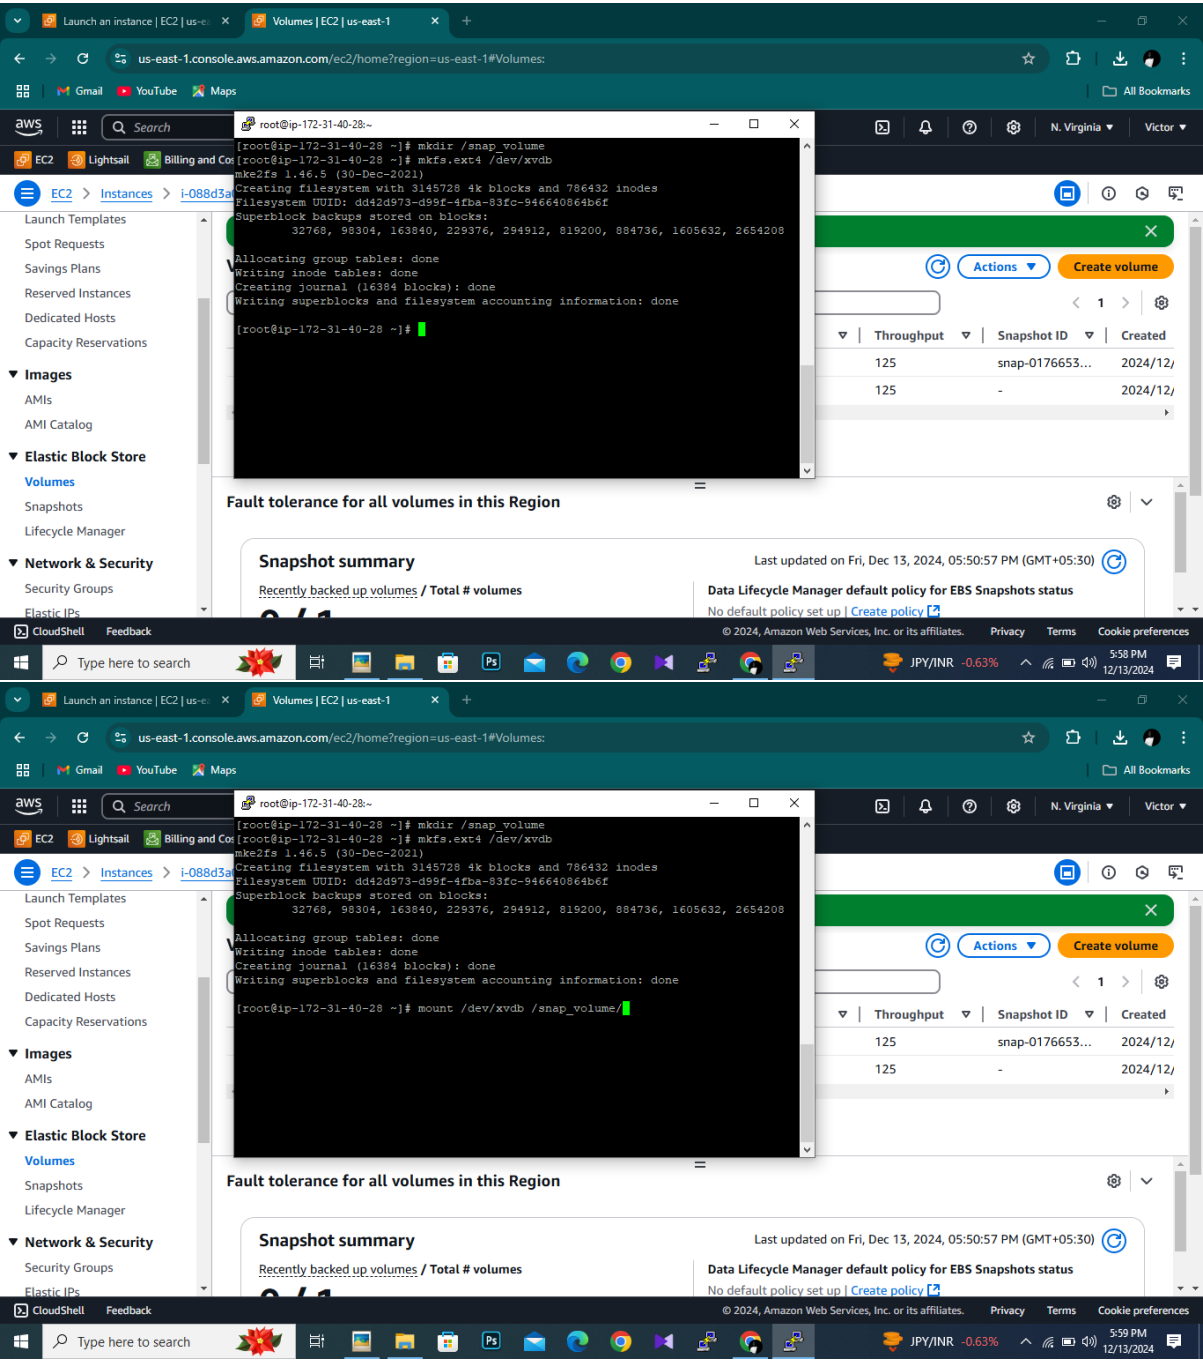 Launch an instance | EC2 | us-ea
Volumes | EC2 | us-east-1
us-east-1.console.aws.amazon.com/ec2/home?region=us-east-1#Volumes:
Gmail YouTube Maps
All Bookmarks
aws
Search
N. Virginia
Victor
EC2 Lightsail Billing and Cos
EC2 > Instances > i-088d3a
Launch Templates
Spot Requests
Savings Plans
Reserved Instances
Dedicated Hosts
Capacity Reservations
Images
AMIs
AMI Catalog
Elastic Block Store
Volumes
Snapshots
Lifecycle Manager
Network & Security
Security Groups
Elastic IPs
root@ip-172-31-40-28:~
[root@ip-172-31-40-28 ~]# mkdir /snap_volume
[root@ip-172-31-40-28 ~]# mkfs.ext4 /dev/xvdb
mke2fs 1.46.5 (30-Dec-2021)
Creating filesystem with 3145728 4k blocks and 786432 inodes
Filesystem UUID: dd42d973-d99f-4fba-83fc-946640864b6f
Superblock backups stored on blocks:
32768, 98304, 163840, 229376, 294912, 819200, 884736, 1605632, 2654208
Allocating group tables: done
Writing inode tables: done
Creating journal (16384 blocks): done
Writing superblocks and filesystem accounting information: done
[root@ip-172-31-40-28 ~]#
Actions
Create volume
1
Throughput Snapshot ID Created
125 snap-0176653... 2024/12/
125 - 2024/12/
Fault tolerance for all volumes in this Region
Snapshot summary
Last updated on Fri, Dec 13, 2024, 05:50:57 PM (GMT+05:30)
Recently backed up volumes / Total # volumes
Data Lifecycle Manager default policy for EBS Snapshots status
No default policy set up | Create policy
CloudShell Feedback
© 2024, Amazon Web Services, Inc. or its affiliates. Privacy Terms Cookie preferences
Type here to search
Ps
JPY/INR -0.63%
5:58 PM
12/13/2024
Launch an instance | EC2 | us-ea
Volumes | EC2 | us-east-1
us-east-1.console.aws.amazon.com/ec2/home?region=us-east-1#Volumes:
Gmail YouTube Maps
All Bookmarks
aws
Search
N. Virginia
Victor
EC2 Lightsail Billing and Cos
EC2 > Instances > i-088d3a
Launch Templates
Spot Requests
Savings Plans
Reserved Instances
Dedicated Hosts
Capacity Reservations
Images
AMIs
AMI Catalog
Elastic Block Store
Volumes
Snapshots
Lifecycle Manager
Network & Security
Security Groups
Elastic IPs
root@ip-172-31-40-28:~
[root@ip-172-31-40-28 ~]# mkdir /snap_volume
[root@ip-172-31-40-28 ~]# mkfs.ext4 /dev/xvdb
mke2fs 1.46.5 (30-Dec-2021)
Creating filesystem with 3145728 4k blocks and 786432 inodes
Filesystem UUID: dd42d973-d99f-4fba-83fc-946640864b6f
Superblock backups stored on blocks:
32768, 98304, 163840, 229376, 294912, 819200, 884736, 1605632, 2654208
Allocating group tables: done
Writing inode tables: done
Creating journal (16384 blocks): done
Writing superblocks and filesystem accounting information: done
[root@ip-172-31-40-28 ~]# mount /dev/xvdb /snap_volume/
Actions
Create volume
1
Throughput Snapshot ID Created
125 snap-0176653... 2024/12/
125 - 2024/12/
Fault tolerance for all volumes in this Region
Snapshot summary
Last updated on Fri, Dec 13, 2024, 05:50:57 PM (GMT+05:30)
Recently backed up volumes / Total # volumes
Data Lifecycle Manager default policy for EBS Snapshots status
No default policy set up | Create policy
CloudShell Feedback
© 2024, Amazon Web Services, Inc. or its affiliates. Privacy Terms Cookie preferences
Type here to search
Ps
JPY/INR -0.63%
5:59 PM
12/13/2024